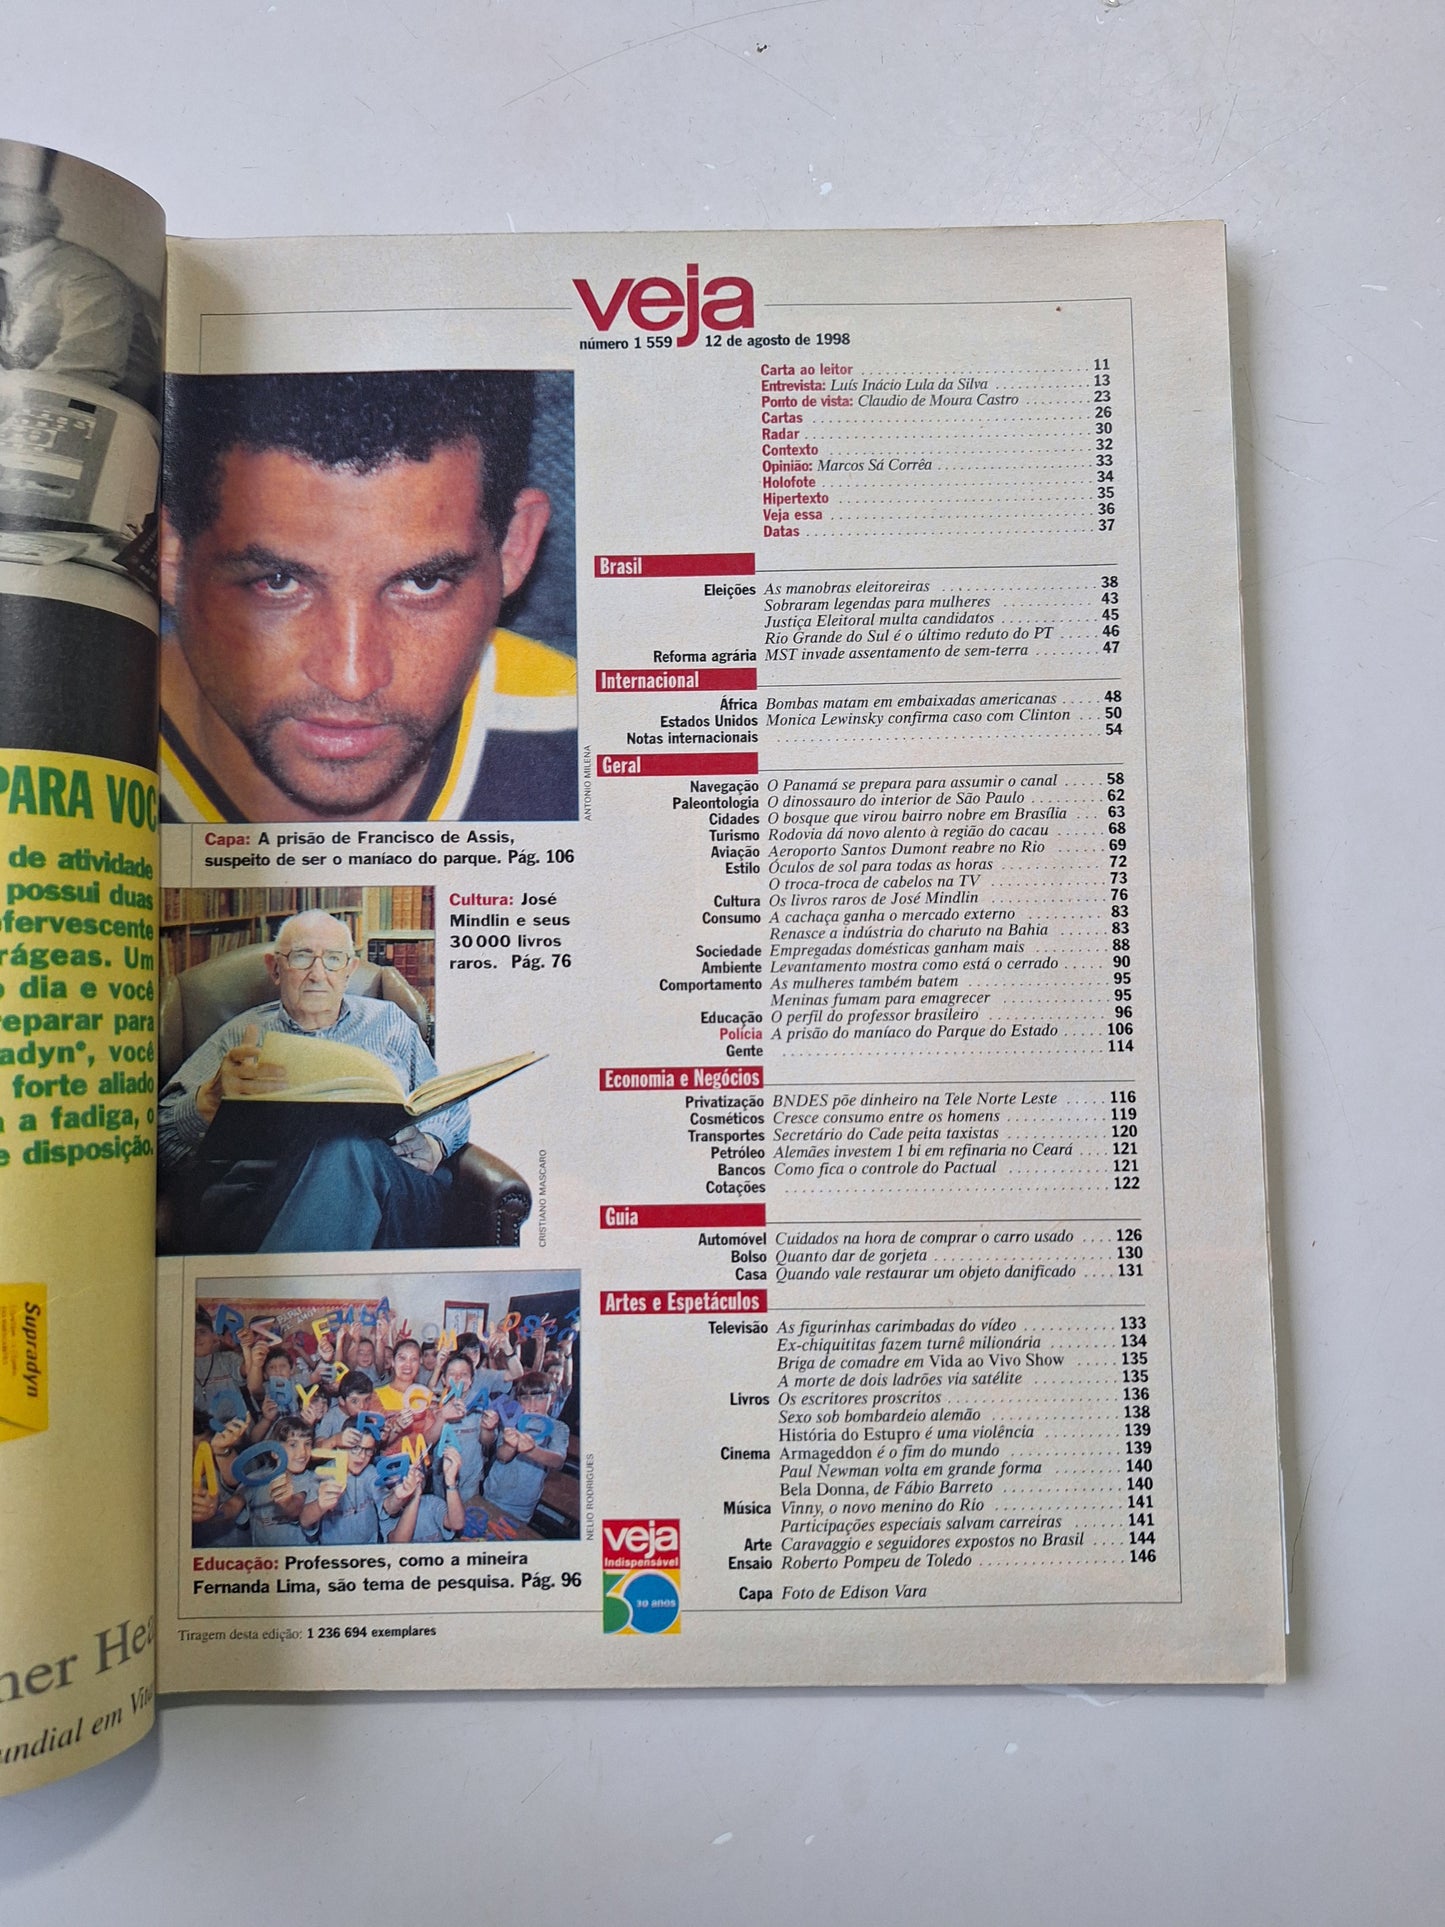 PARA VOC
de atividade
possui duas
efervescente
rágeas. Um
dia e você
reparar para
adyn®, você
forte aliado
a fadiga, o
e disposição.
Supradyn
ner Hea
undial em Vita
veja
número 1 559 12 de agosto de 1998
Carta ao leitor 11
Entrevista: Luís Inácio Lula da Silva 13
Ponto de vista: Claudio de Moura Castro 23
Cartas 26
Radar 30
Contexto 32
Opinião: Marcos Sá Corrêa 33
Holofote 34
Hipertexto 35
Veja essa 36
Datas 37
ANTONIO MILENA
Capa: A prisão de Francisco de Assis,
suspeito de ser o maníaco do parque. Pág. 106
Cultura: José
Mindlin e seus
30 000 livros
raros. Pág. 76
CRISTIANO MASCARO
NELIO RODRIGUES
Educação: Professores, como a mineira
Fernanda Lima, são tema de pesquisa. Pág. 96
Brasil
Eleições As manobras eleitoreiras 38
Sobraram legendas para mulheres 43
Justiça Eleitoral multa candidatos 45
Rio Grande do Sul é o último reduto do PT 46
Reforma agrária MST invade assentamento de sem-terra 47
Internacional
África Bombas matam em embaixadas americanas 48
Estados Unidos Monica Lewinsky confirma caso com Clinton 50
Notas internacionais 54
Geral
Navegação O Panamá se prepara para assumir o canal 58
Paleontologia O dinossauro do interior de São Paulo 62
Cidades O bosque que virou bairro nobre em Brasília 63
Turismo Rodovia dá novo alento à região do cacau 68
Aviação Aeroporto Santos Dumont reabre no Rio 69
Estilo Óculos de sol para todas as horas 72
O troca-troca de cabelos na TV 73
Cultura Os livros raros de José Mindlin 76
Consumo A cachaça ganha o mercado externo 83
Renasce a indústria do charuto na Bahia 83
Sociedade Empregadas domésticas ganham mais 88
Ambiente Levantamento mostra como está o cerrado 90
Comportamento As mulheres também batem 95
Meninas fumam para emagrecer 95
Educação O perfil do professor brasileiro 96
Polícia A prisão do maníaco do Parque do Estado 106
Gente 114
Economia e Negócios
Privatização BNDES põe dinheiro na Tele Norte Leste 116
Cosméticos Cresce consumo entre os homens 119
Transportes Secretário do Cade peita taxistas 120
Petróleo Alemães investem 1 bi em refinaria no Ceará 121
Bancos Como fica o controle do Pactual 121
Cotações 122
Guia
Automóvel Cuidados na hora de comprar o carro usado 126
Bolso Quanto dar de gorjeta 130
Casa Quando vale restaurar um objeto danificado 131
Artes e Espetáculos
Televisão As figurinhas carimbadas do vídeo 133
Ex-chiquititas fazem turnê milionária 134
Briga de comadre em Vida ao Vivo Show 135
A morte de dois ladrões via satélite 135
Livros Os escritores proscritos 136
Sexo sob bombardeio alemão 138
História do Estupro é uma violência 139
Cinema Armageddon é o fim do mundo 139
Paul Newman volta em grande forma 140
Bela Donna, de Fábio Barreto 140
Música Vinny, o novo menino do Rio 141
Participações especiais salvam carreiras 141
Arte Caravaggio e seguidores expostos no Brasil 144
Ensaio Roberto Pompeu de Toledo 146
Capa Foto de Edison Vara
veja
Indispensável
30 anos
Tiragem desta edição: 1 236 694 exemplares